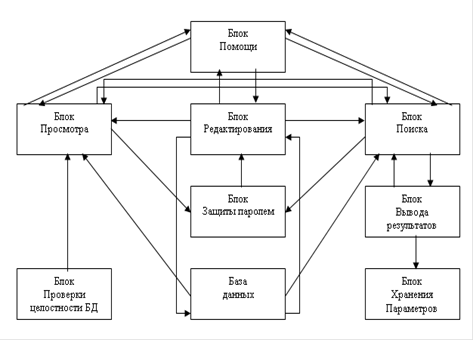 Блок
Помощи
Блок
Просмотра
Блок
Редактирования
Блок
Поиска
Блок
Защиты паролем
Блок
Вывода
результатов
Блок
Проверки
целостности БД
База
данных
Блок
Хранения
Параметров